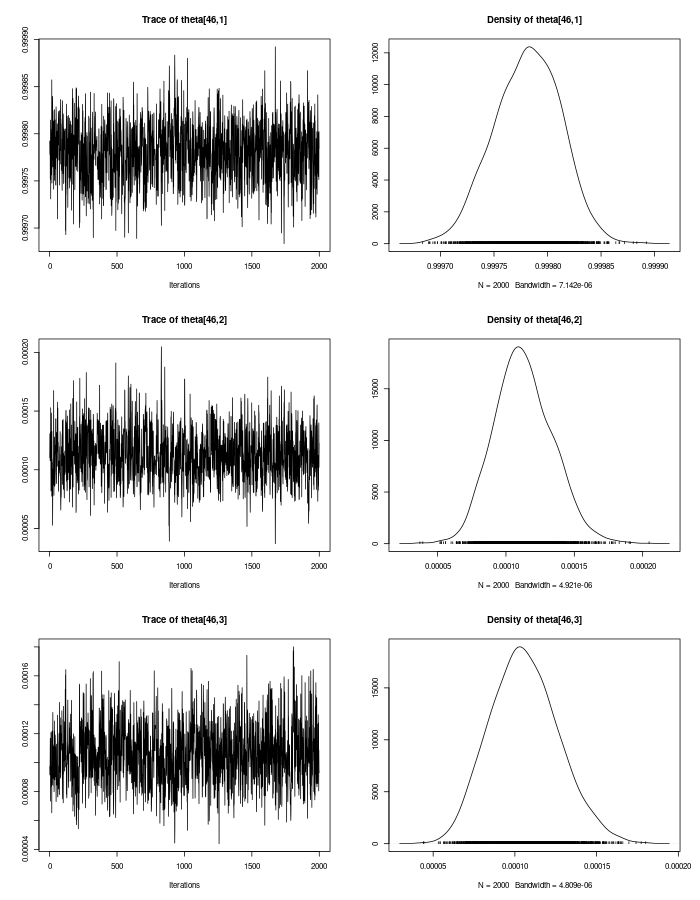 Trace of theta[46,1]
0.99970 0.99975 0.99980 0.99985 0.99990
0 500 1000 1500 2000
Iterations
Density of theta[46,1]
0 2000 4000 6000 8000 10000 12000
0.99970 0.99975 0.99980 0.99985 0.99990
N = 2000 Bandwidth = 7.142e-06
Trace of theta[46,2]
0.00005 0.00010 0.00015 0.00020
0 500 1000 1500 2000
Iterations
Density of theta[46,2]
0 5000 10000 15000
0.00005 0.00010 0.00015 0.00020
N = 2000 Bandwidth = 4.921e-06
Trace of theta[46,3]
0.00004 0.00008 0.00012 0.00016
0 500 1000 1500 2000
Iterations
Density of theta[46,3]
0 5000 10000 15000
0.00005 0.00010 0.00015 0.00020
N = 2000 Bandwidth = 4.809e-06